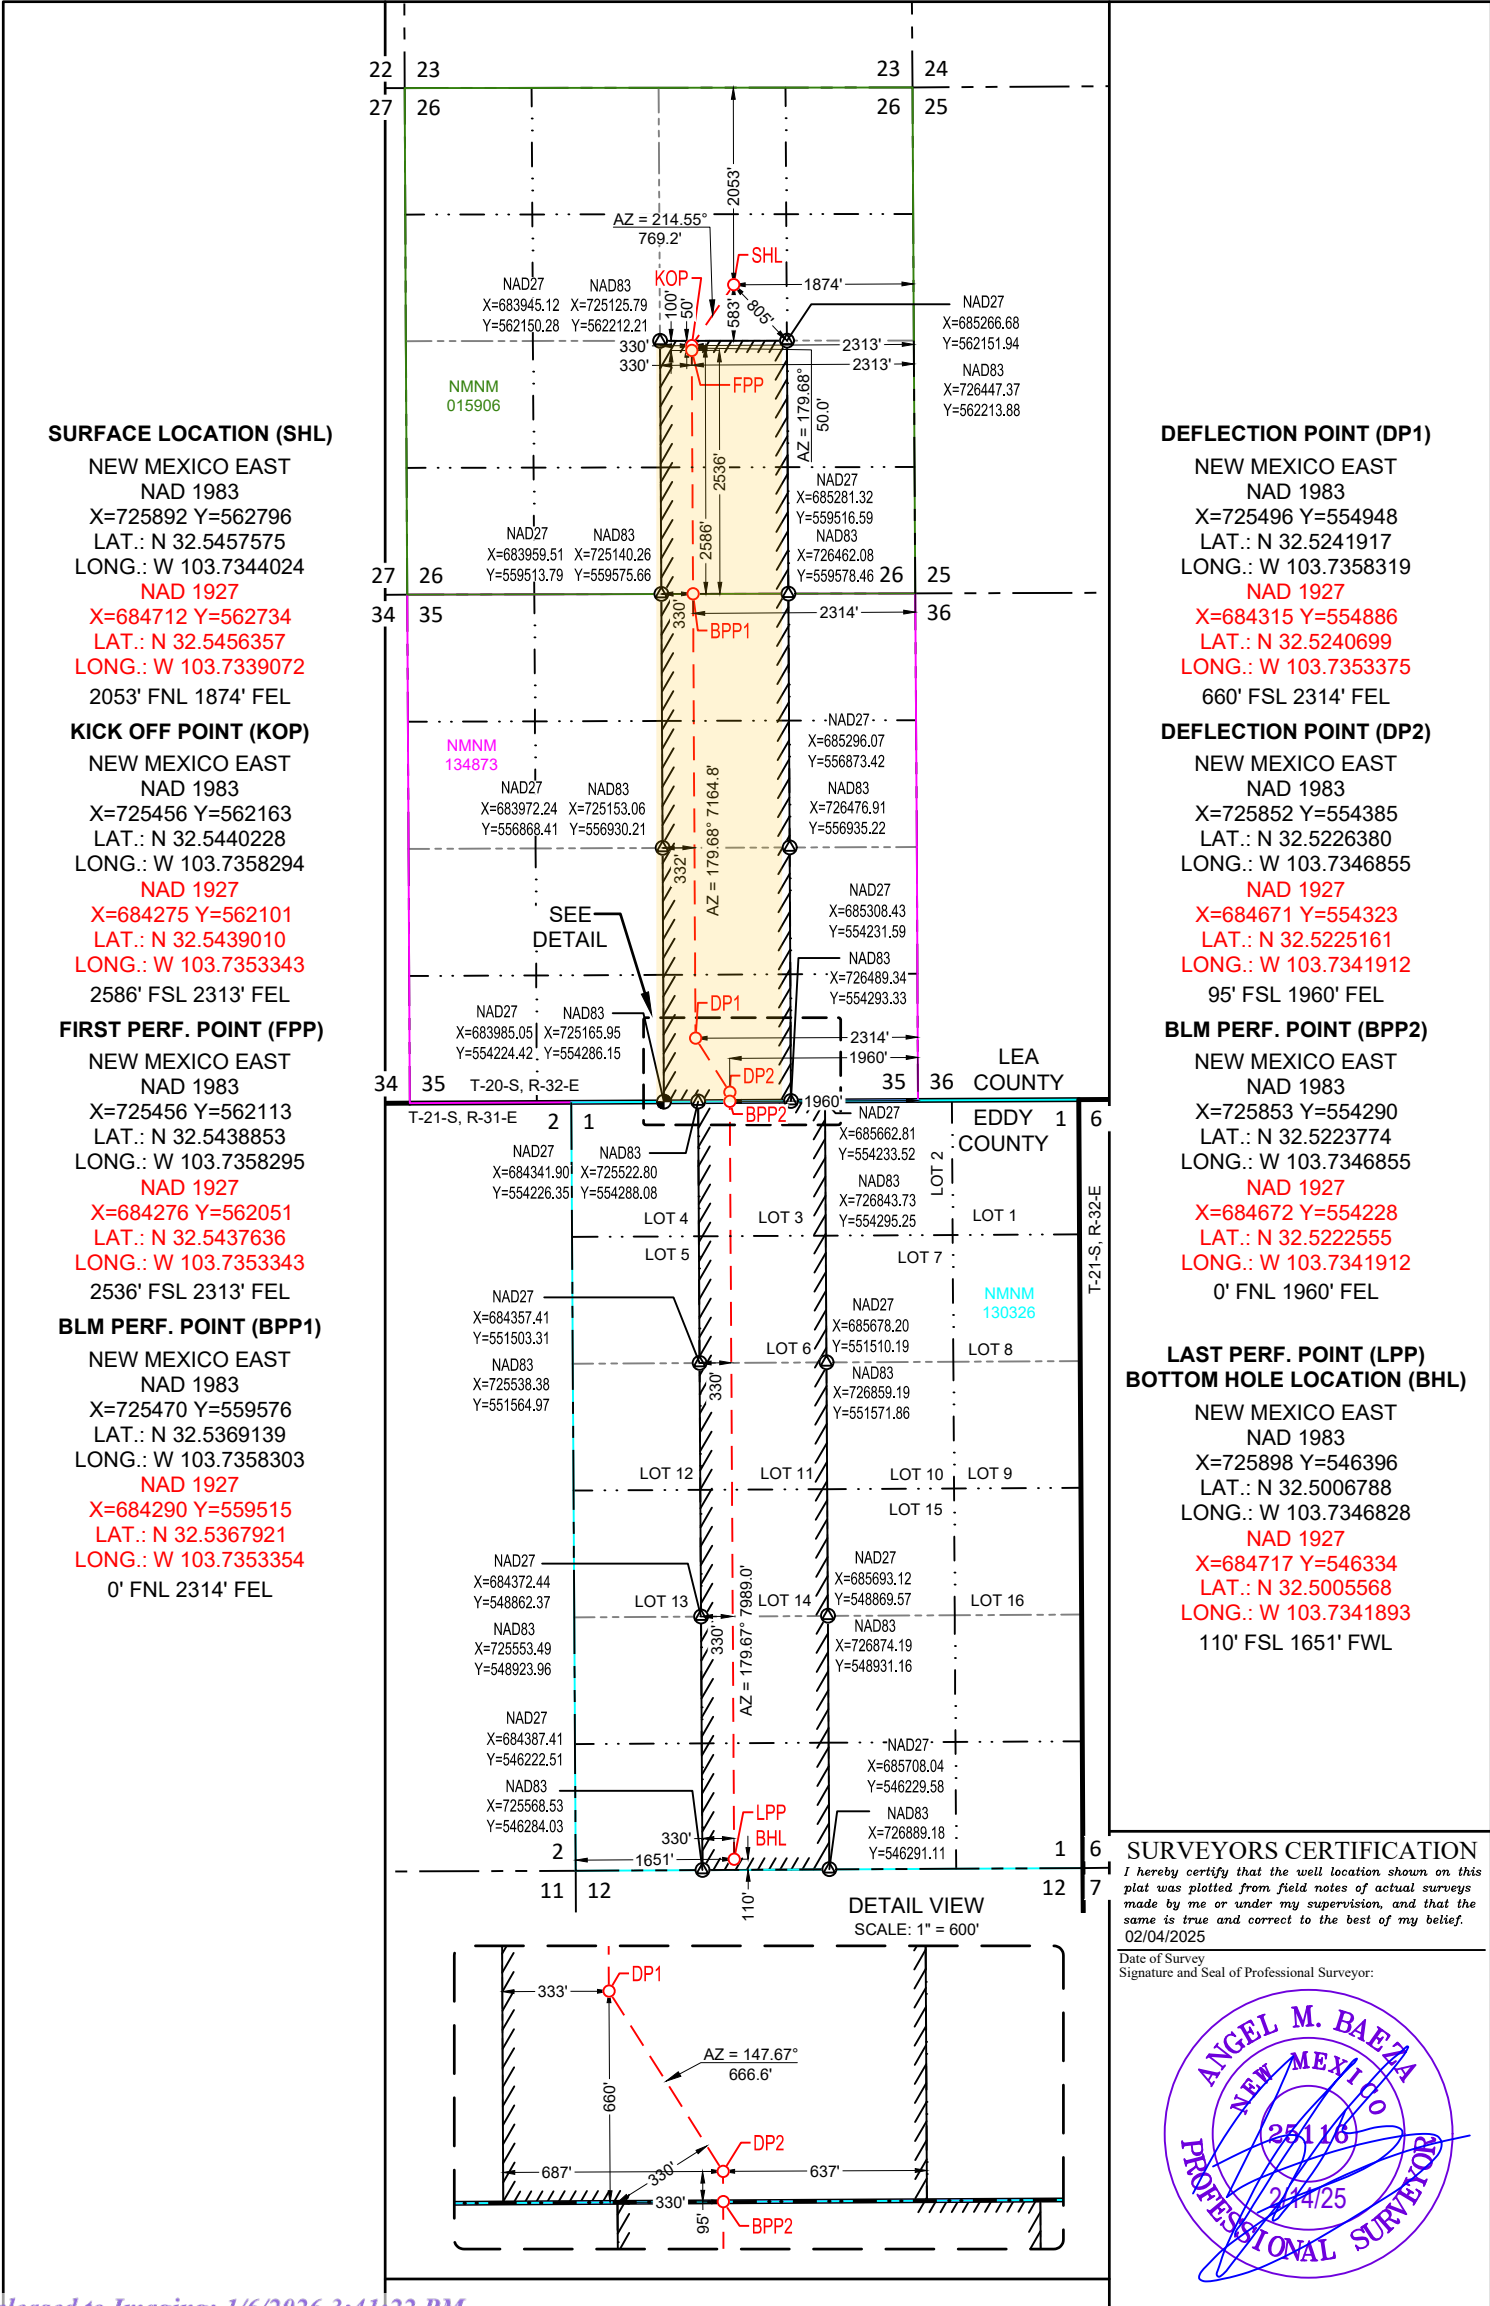 SURFACE LOCATION (SHL)
NEW MEXICO EAST
NAD 1983
X=725892 Y=562796
LAT.: N 32.5457575
LONG.: W 103.7344024
NAD 1927
X=684712 Y=562734
LAT.: N 32.5456357
LONG.: W 103.7339072
2053' FNL 1874' FEL
KICK OFF POINT (KOP)
NEW MEXICO EAST
NAD 1983
X=725456 Y=562163
LAT.: N 32.5440228
LONG.: W 103.7358294
NAD 1927
X=684275 Y=562101
LAT.: N 32.5439010
LONG.: W 103.7353343
2586' FSL 2313' FEL
FIRST PERF. POINT (FPP)
NEW MEXICO EAST
NAD 1983
X=725456 Y=562113
LAT.: N 32.5438853
LONG.: W 103.7358295
NAD 1927
X=684276 Y=562051
LAT.: N 32.5437636
LONG.: W 103.7353343
2536' FSL 2313' FEL
BLM PERF. POINT (BPP1)
NEW MEXICO EAST
NAD 1983
X=725470 Y=559576
LAT.: N 32.5369139
LONG.: W 103.7358303
NAD 1927
X=684290 Y=559515
LAT.: N 32.5367921
LONG.: W 103.7353354
0' FNL 2314' FEL
22 23
23 24
27 26
26 25
2053'
AZ = 214.55°
769.2'
SHL
KOP
1874'
805'
583'
100'
50'
NAD27
X=683945.12
Y=562150.28
NAD83
X=725125.79
Y=562212.21
NAD27
X=685266.68
Y=562151.94
NAD83
X=726447.37
Y=562213.88
330'
2313'
330'
2313'
FPP
NMNM
015906
AZ = 179.68°
50.0'
2536'
2586'
NAD27
X=685281.32
Y=559516.59
NAD83
X=726462.08
Y=559578.46
NAD27
X=683959.51
Y=559513.79
NAD83
X=725140.26
Y=559575.66
27 26
26 25
34 35
36
330'
2314'
BPP1
NMNM
134873
NAD27
X=685296.07
Y=556873.42
NAD83
X=726476.91
Y=556935.22
NAD27
X=683972.24
Y=556868.41
NAD83
X=725153.06
Y=556930.21
332'
AZ = 179.68° 7164.8'
SEE
DETAIL
NAD27
X=685308.43
Y=554231.59
NAD83
X=726489.34
Y=554293.33
NAD27
X=683985.05
Y=554224.42
NAD83
X=725165.95
Y=554286.15
DP1
2314'
1960'
DP2
LEA
COUNTY
34 35
T-20-S, R-32-E
35 36
T-21-S, R-31-E
2 1
BPP2
1960'
EDDY
COUNTY
1 6
NAD27
X=684341.90
Y=554226.35
NAD83
X=725522.80
Y=554288.08
NAD27
X=685662.81
Y=554233.52
NAD83
X=726843.73
Y=554295.25
LOT 2
T-21-S, R-32-E
LOT 4
LOT 3
LOT 1
LOT 5
LOT 7
NMNM
130326
NAD27
X=684357.41
Y=551503.31
NAD83
X=725538.38
Y=551564.97
NAD27
X=685678.20
Y=551510.19
NAD83
X=726859.19
Y=551571.86
LOT 6
LOT 8
330'
LOT 12
LOT 11
LOT 10
LOT 9
LOT 15
NAD27
X=684372.44
Y=548862.37
NAD83
X=725553.49
Y=548923.96
NAD27
X=685693.12
Y=548869.57
NAD83
X=726874.19
Y=548931.16
LOT 13
LOT 14
LOT 16
330'
AZ = 179.67° 7989.0'
NAD27
X=684387.41
Y=546222.51
NAD83
X=725568.53
Y=546284.03
NAD27
X=685708.04
Y=546229.58
NAD83
X=726889.18
Y=546291.11
LPP
BHL
330'
1651'
110'
2
11 12
1 6
12 7
DETAIL VIEW
SCALE: 1" = 600'
DP1
333'
AZ = 147.67°
666.6'
660'
DP2
687'
330'
637'
330'
95'
BPP2
DEFLECTION POINT (DP1)
NEW MEXICO EAST
NAD 1983
X=725496 Y=554948
LAT.: N 32.5241917
LONG.: W 103.7358319
NAD 1927
X=684315 Y=554886
LAT.: N 32.5240699
LONG.: W 103.7353375
660' FSL 2314' FEL
DEFLECTION POINT (DP2)
NEW MEXICO EAST
NAD 1983
X=725852 Y=554385
LAT.: N 32.5226380
LONG.: W 103.7346855
NAD 1927
X=684671 Y=554323
LAT.: N 32.5225161
LONG.: W 103.7341912
95' FSL 1960' FEL
BLM PERF. POINT (BPP2)
NEW MEXICO EAST
NAD 1983
X=725853 Y=554290
LAT.: N 32.5223774
LONG.: W 103.7346855
NAD 1927
X=684672 Y=554228
LAT.: N 32.5222555
LONG.: W 103.7341912
0' FNL 1960' FEL
LAST PERF. POINT (LPP)
BOTTOM HOLE LOCATION (BHL)
NEW MEXICO EAST
NAD 1983
X=725898 Y=546396
LAT.: N 32.5006788
LONG.: W 103.7346828
NAD 1927
X=684717 Y=546334
LAT.: N 32.5005568
LONG.: W 103.7341893
110' FSL 1651' FWL
SURVEYORS CERTIFICATION
I hereby certify that the well location shown on this
plat was plotted from field notes of actual surveys
made by me or under my supervision, and that the
same is true and correct to the best of my belief.
02/04/2025
Date of Survey
Signature and Seal of Professional Surveyor:
ANGEL M. BAEZA
NEW MEXICO
25116
2/14/25
PROFESSIONAL SURVEYOR
to Imaging: 1/6/2026 3:41:22 PM